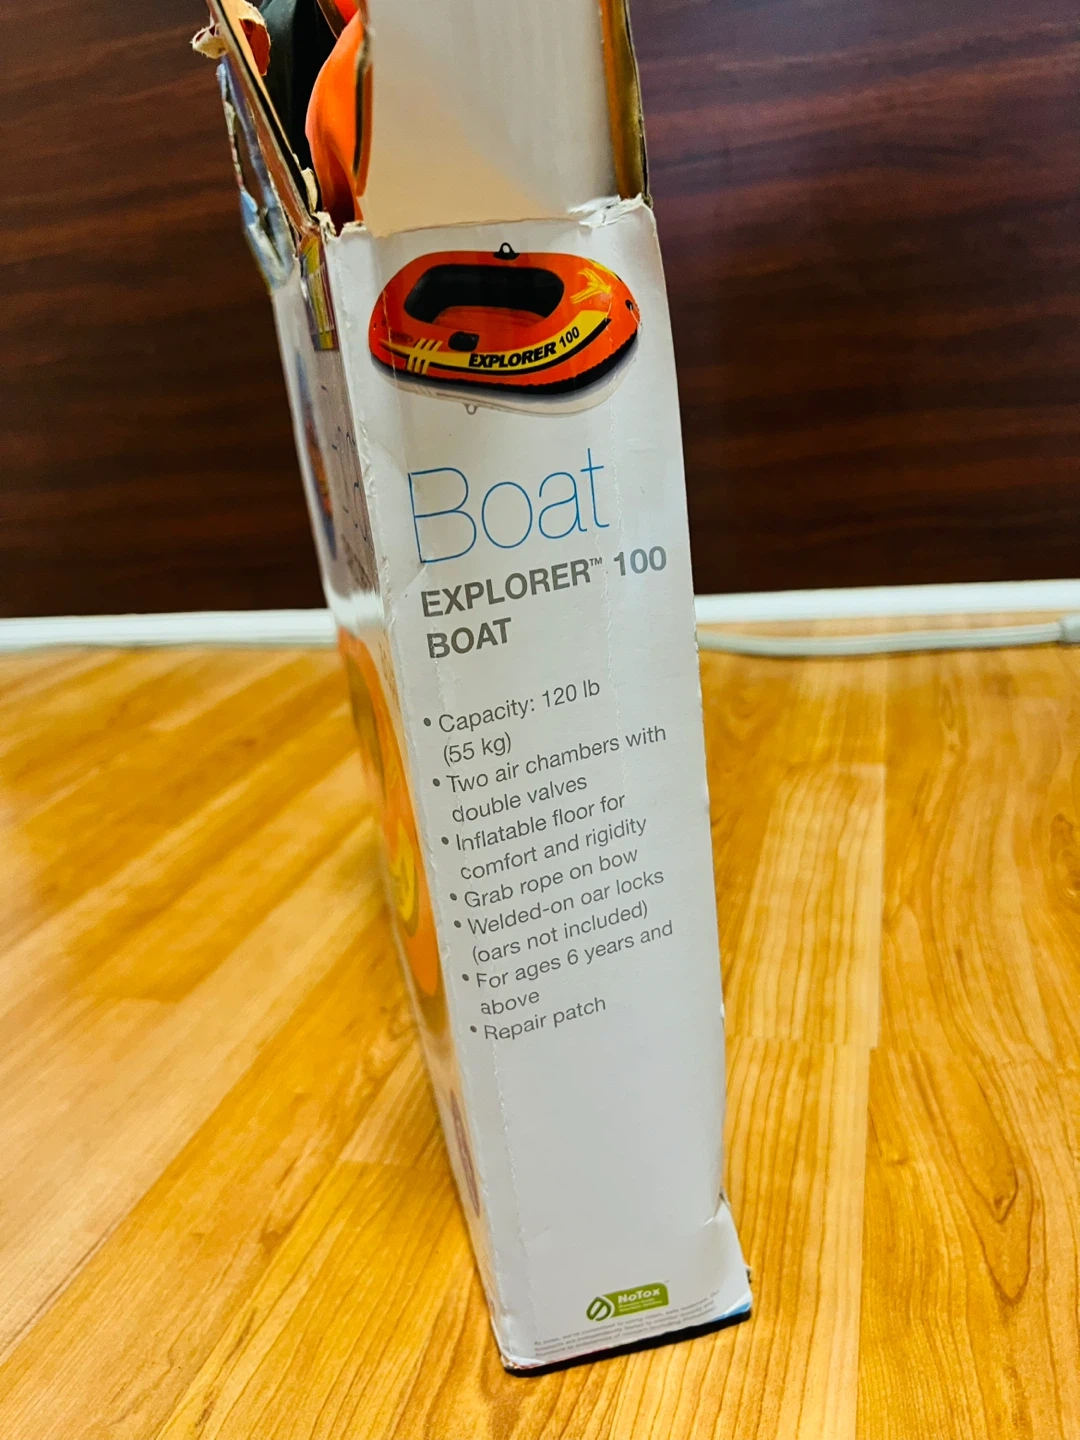 EXPLORER 100
Boat
EXPLORER™ 100
BOAT
• Capacity: 120 lb
(55 kg)
• Two air chambers with
double valves
• Inflatable floor for
comfort and rigidity
• Grab rope on bow
• Welded-on oar locks
(oars not included)
• For ages 6 years and
above
• Repair patch
NoTox